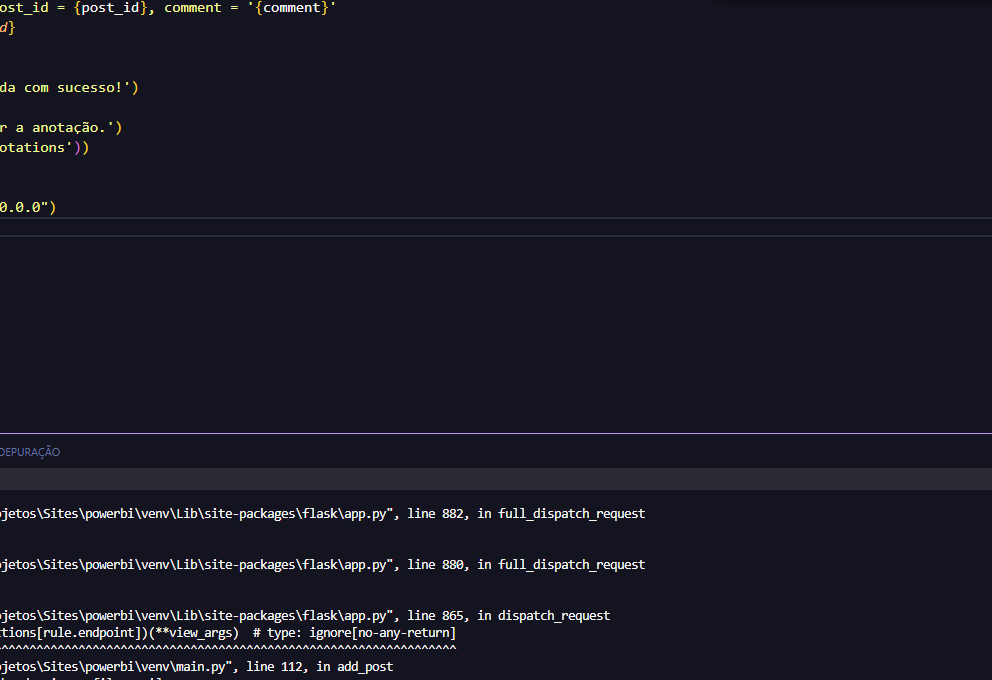 ost_id = {post_id}, comment = '{comment}'
d}
da com sucesso!')
r a anotação.')
otations'))
0.0.0")
DEPURAÇÃO
ojetos\Sites\powerbi\venv\Lib\site-packages\flask\app.py", line 882, in full_dispatch_request
ojetos\Sites\powerbi\venv\Lib\site-packages\flask\app.py", line 880, in full_dispatch_request
ojetos\Sites\powerbi\venv\Lib\site-packages\flask\app.py", line 865, in dispatch_request
ctions[rule.endpoint])(**view_args)  # type: ignore[no-any-return]
^^^^^^^^^^^^^^^^^^^^^^^^^^^^^^^^^^^^^^^^^^^^^^^^^^^^^^^^^^^^^^^^^^
ojetos\Sites\powerbi\venv\main.py", line 112, in add_post